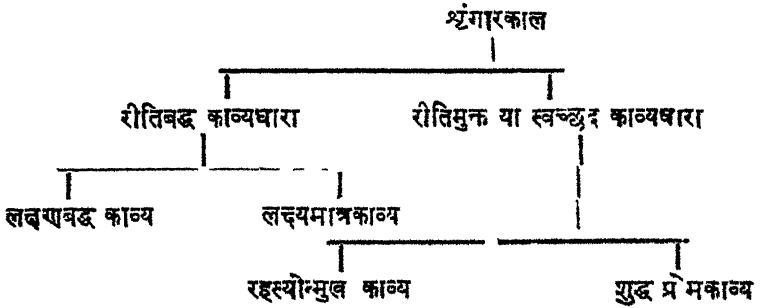 शृंगारकाल
रीतिबद्ध काव्यधारा रीतिमुक्त या स्वच्छंद काव्यधारा
लक्षणबद्ध काव्य लक्ष्यमात्रकाव्य
रहस्योन्मुख काव्य शुद्ध प्रेमकाव्य